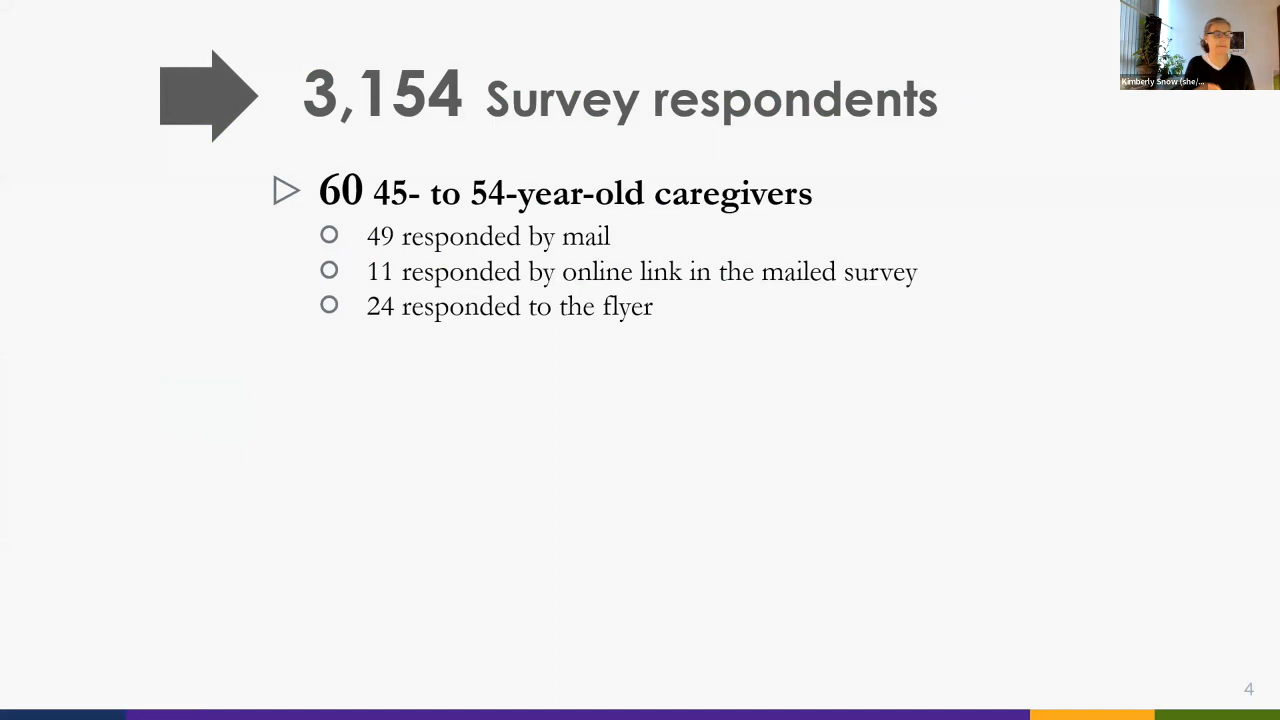 3,154 Survey respondents
Kimberly Snow (she/...
60 45- to 54-year-old caregivers
49 responded by mail
11 responded by online link in the mailed survey
24 responded to the flyer
4